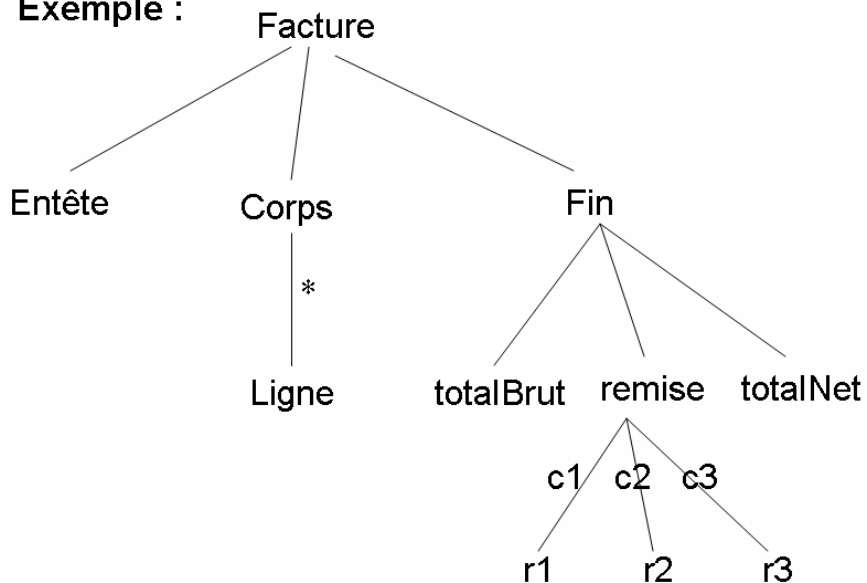 Exemple :
Facture
Entête Corps Fin
*
Ligne totalBrut remise totalNet
c1 c2 c3
r1 r2 r3